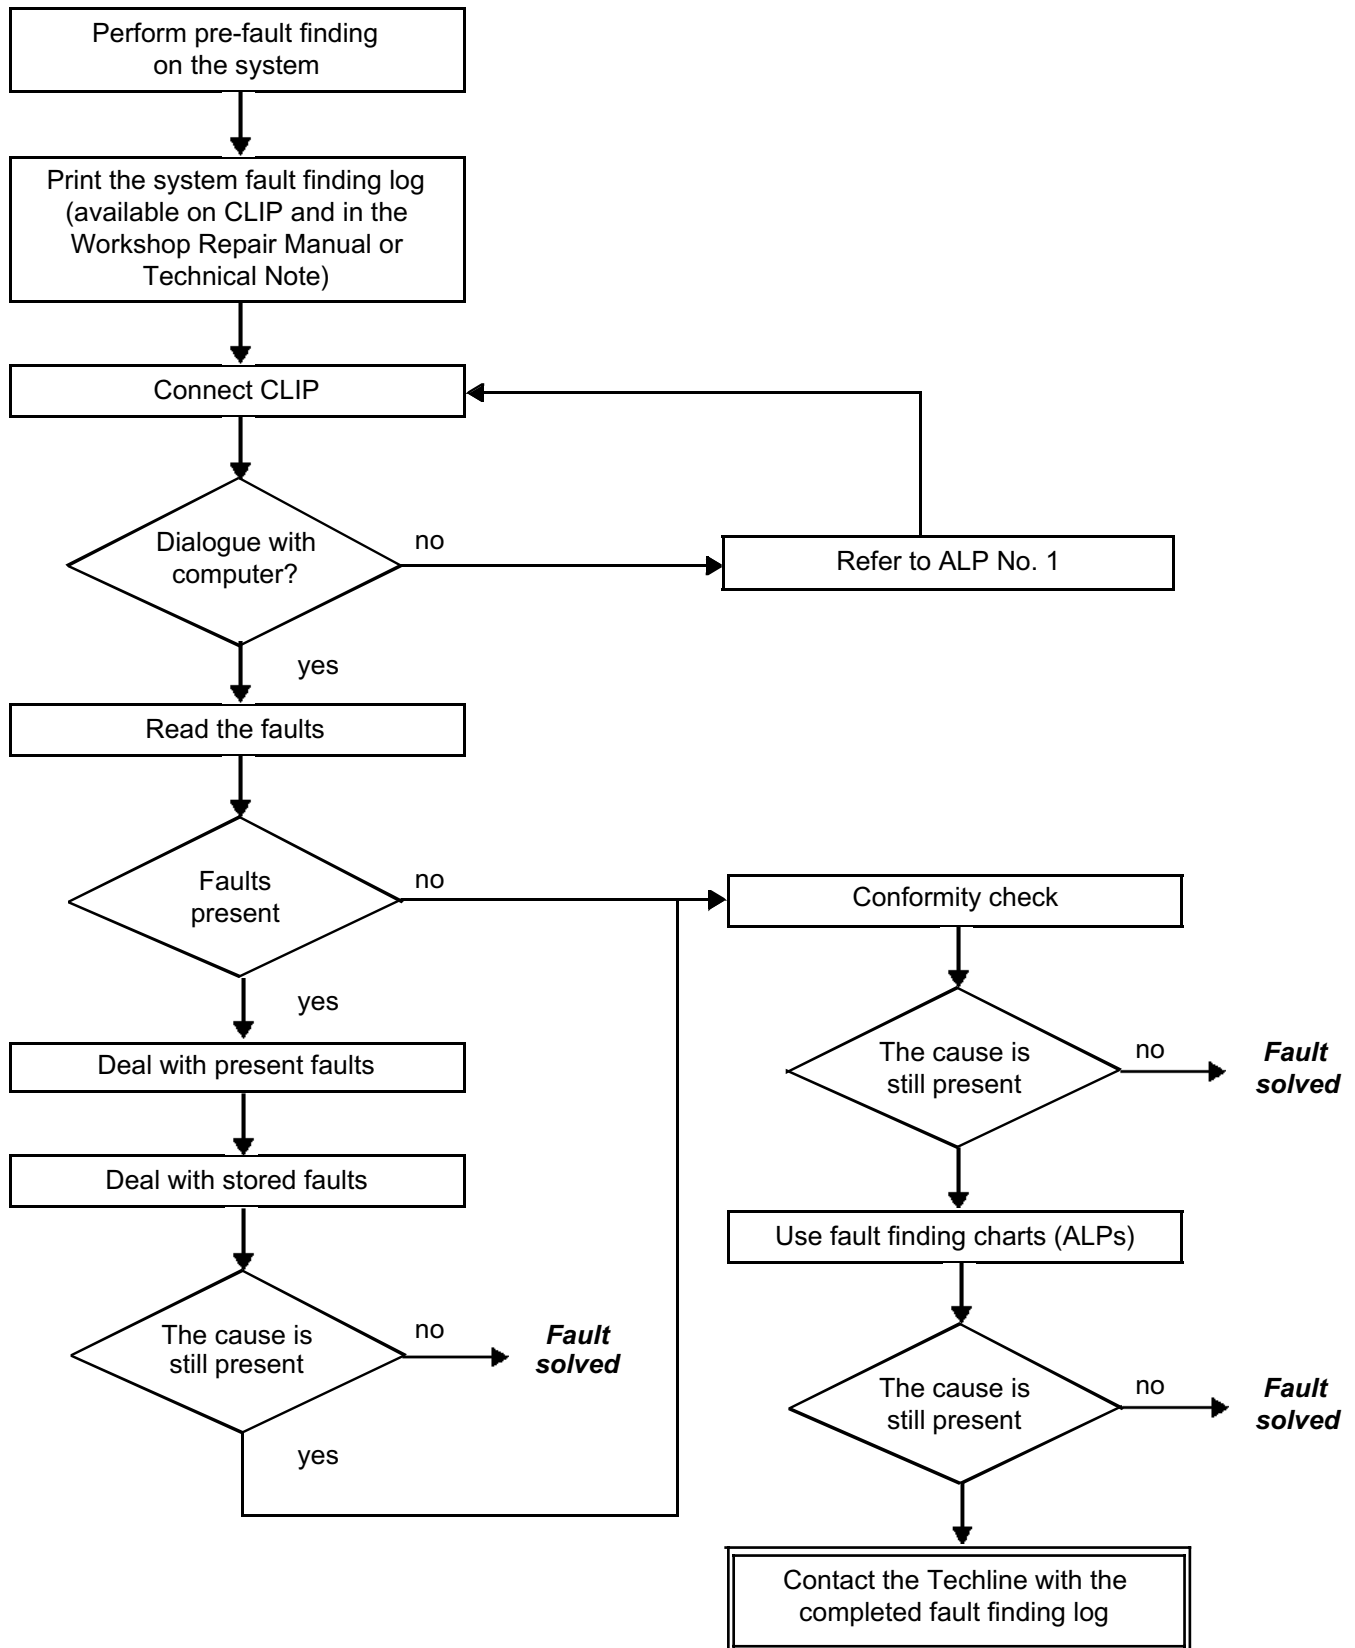 Perform pre-fault finding
on the system
Print the system fault finding log
(available on CLIP and in the
Workshop Repair Manual or
Technical Note)
Connect CLIP
Dialogue with
computer?
no
Refer to ALP No. 1
yes
Read the faults
Faults
present
no
yes
Deal with present faults
Deal with stored faults
The cause is
still present
no
Fault
solved
yes
Conformity check
The cause is
still present
no
Fault
solved
Use fault finding charts (ALPs)
The cause is
still present
no
Fault
solved
Contact the Techline with the
completed fault finding log